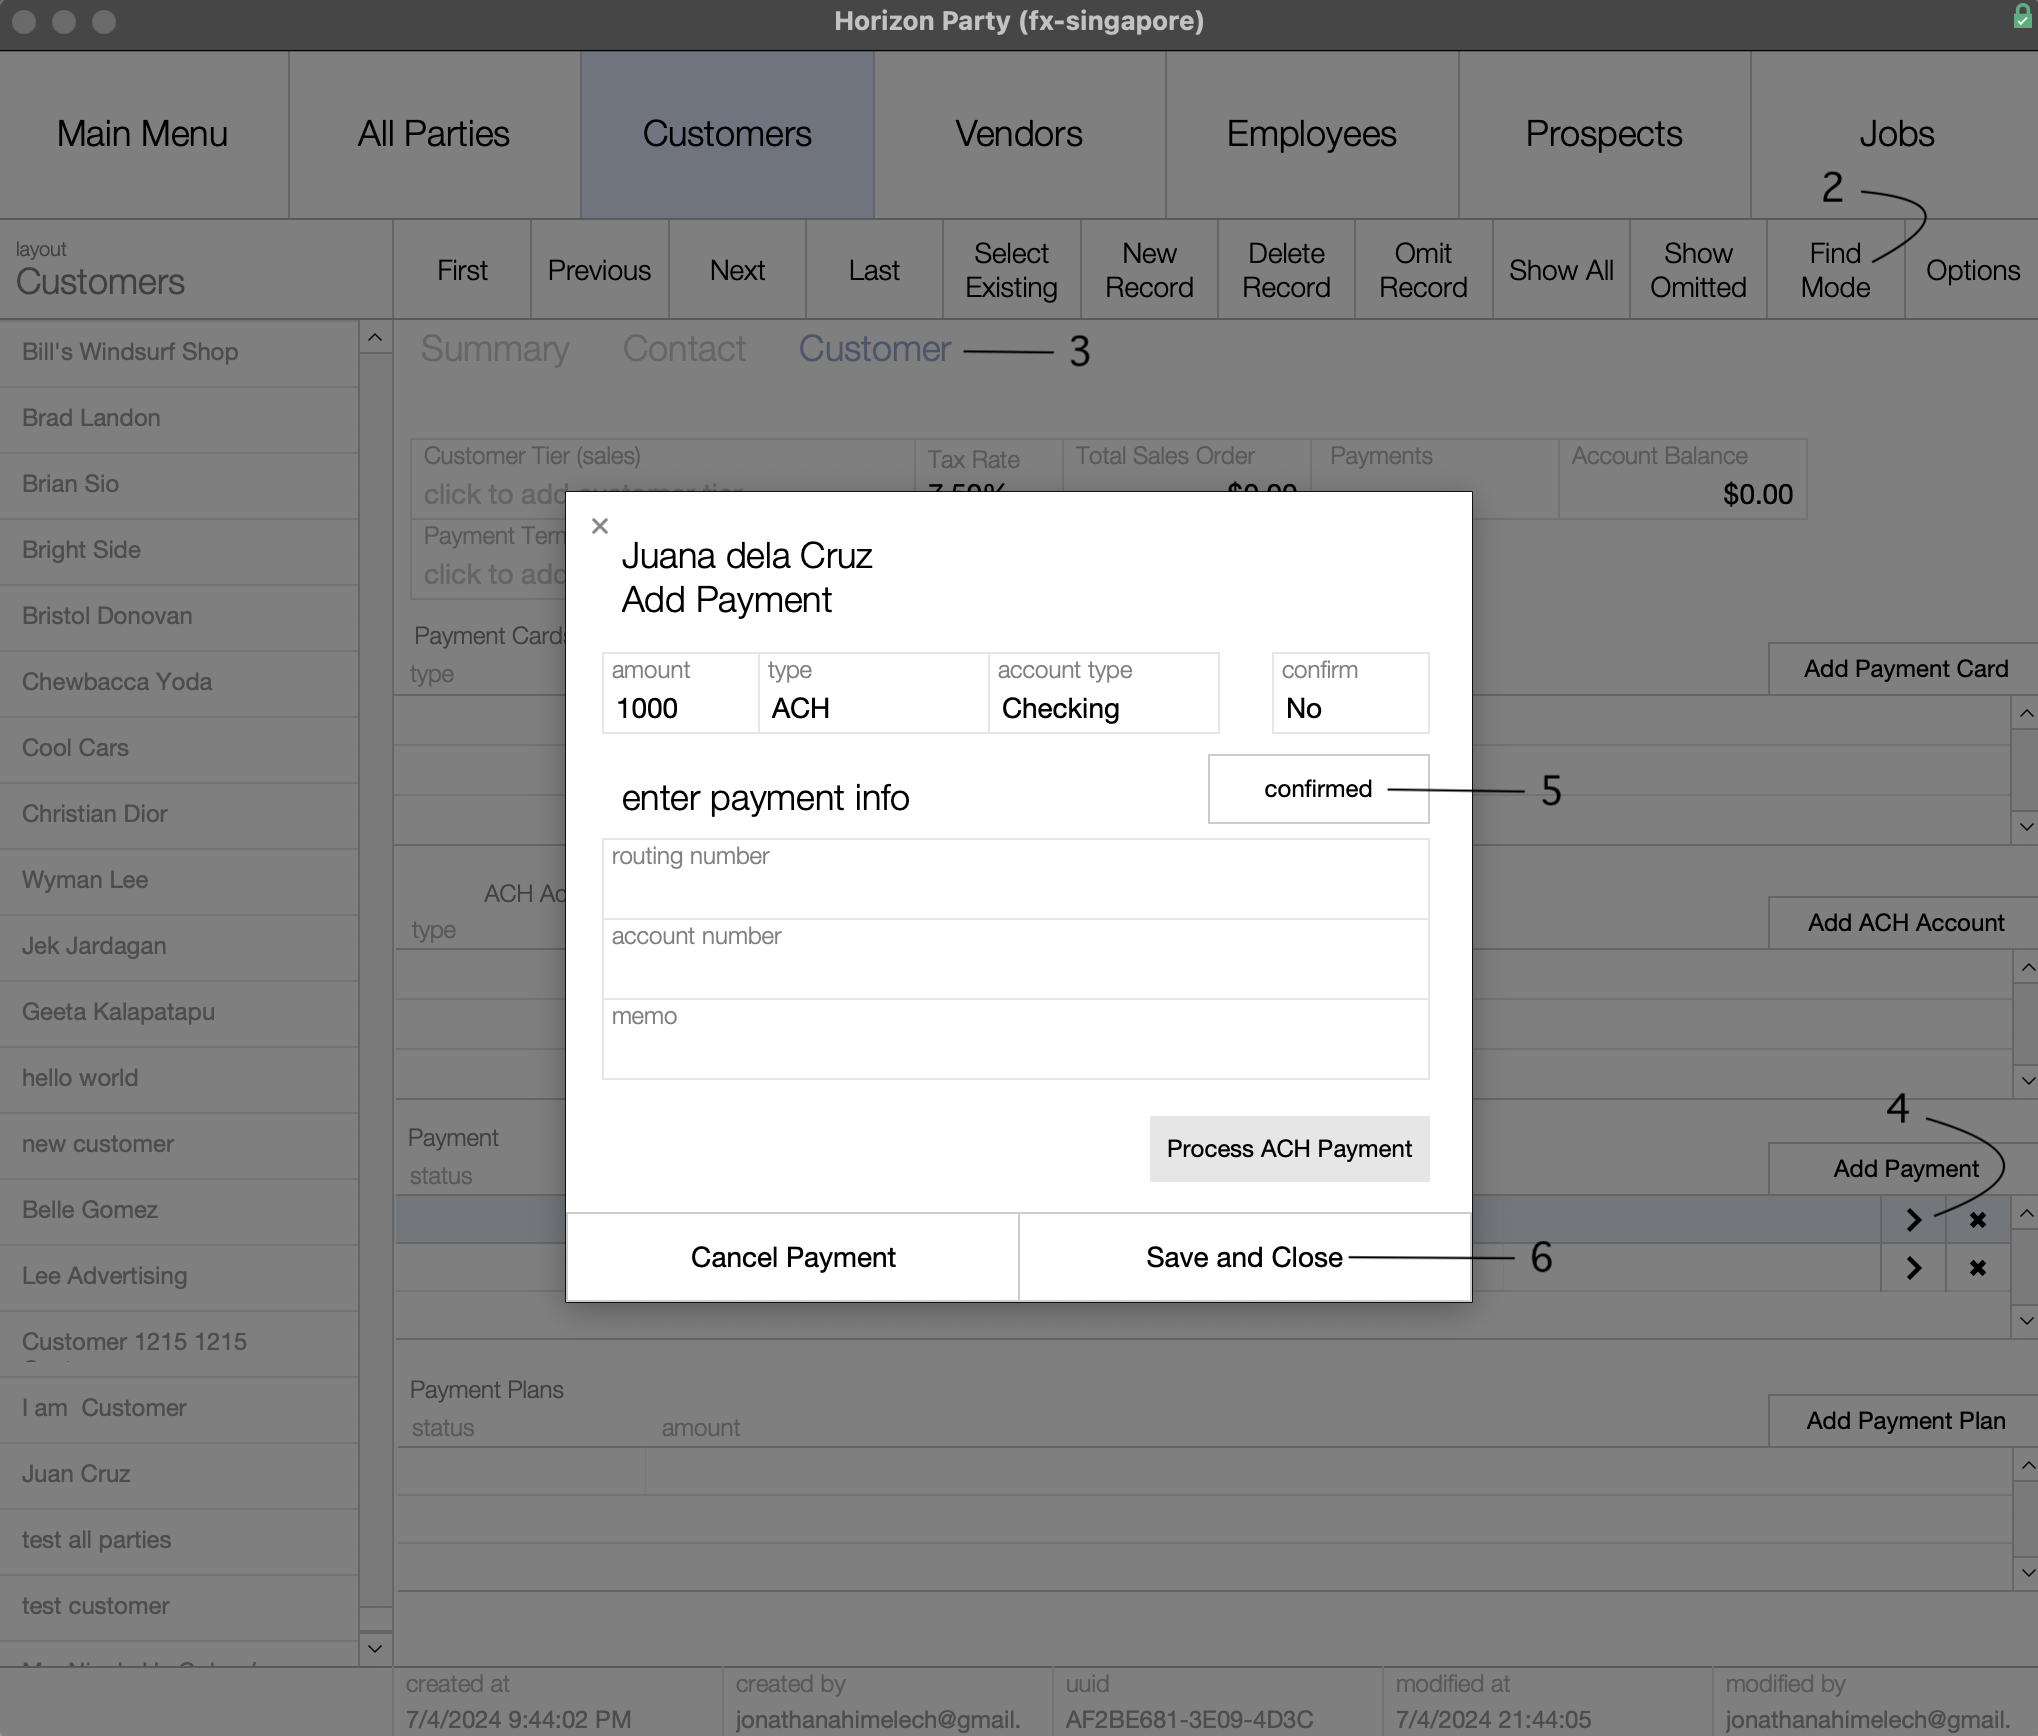 Horizon Party (fx-singapore)
Main Menu
All Parties
Customers
Vendors
Employees
Prospects
Jobs
2
layout
Customers
First
Previous
Next
Last
Select
Existing
New
Record
Delete
Record
Omit
Record
Show All
Show
Omitted
Find
Mode
Options
Bill's Windsurf Shop
Brad Landon
Brian Sio
Bright Side
Bristol Donovan
Chewbacca Yoda
Cool Cars
Christian Dior
Wyman Lee
Jek Jardagan
Geeta Kalapatapu
hello world
new customer
Belle Gomez
Lee Advertising
Customer 1215 1215
I am  Customer
Juan Cruz
test all parties
test customer
Summary
Contact
Customer
3
Customer Tier (sales)
click to add customer tier
Tax Rate
7.50%
Total Sales Order
$0.00
Payments
Account Balance
$0.00
Payment Term
click to add
Payment Cards
type
Add Payment Card
ACH Ac
type
Add ACH Account
Payment
status
4
Add Payment
Payment Plans
status
amount
Add Payment Plan
Juana dela Cruz
Add Payment
amount
1000
type
ACH
account type
Checking
confirm
No
enter payment info
confirmed
5
routing number
account number
memo
Process ACH Payment
Cancel Payment
Save and Close
6
created at
7/4/2024 9:44:02 PM
created by
jonathanahimelech@gmail.
uuid
AF2BE681-3E09-4D3C
modified at
7/4/2024 21:44:05
modified by
jonathanahimelech@gmail.